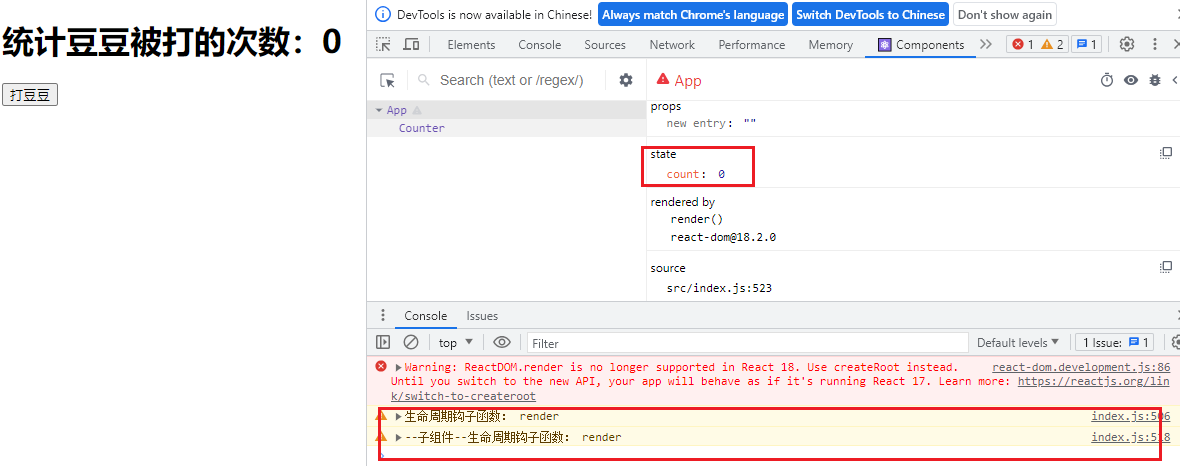 统计豆豆被打的次数：0
打豆豆
DevTools is now available in Chinese!
Always match Chrome's language
Switch DevTools to Chinese
Don't show again
Elements
Console
Sources
Network
Performance
Memory
Components
1
2
1
Search (text or /regex/)
App
App
Counter
props
new entry: ""
state
count: 0
rendered by
render()
react-dom@18.2.0
source
src/index.js:523
Console
Issues
top
Filter
Default levels
1 Issue: 1
Warning: ReactDOM.render is no longer supported in React 18. Use createRoot instead. react-dom.development.js:86
Until you switch to the new API, your app will behave as if it's running React 17. Learn more: https://reactjs.org/lin
k/switch-to-createroot
生命周期钩子函数： render index.js:506
--子组件--生命周期钩子函数： render index.js:518